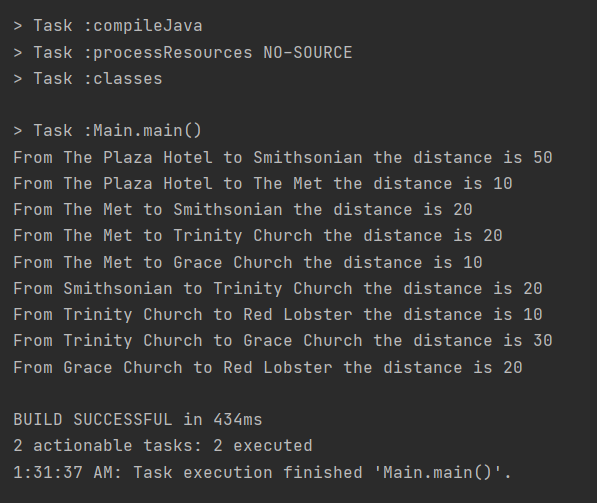 > Task :compileJava
> Task :processResources NO-SOURCE
> Task :classes
> Task :Main.main()
From The Plaza Hotel to Smithsonian the distance is 50
From The Plaza Hotel to The Met the distance is 10
From The Met to Smithsonian the distance is 20
From The Met to Trinity Church the distance is 20
From The Met to Grace Church the distance is 10
From Smithsonian to Trinity Church the distance is 20
From Trinity Church to Red Lobster the distance is 10
From Trinity Church to Grace Church the distance is 30
From Grace Church to Red Lobster the distance is 20
BUILD SUCCESSFUL in 434ms
2 actionable tasks: 2 executed
1:31:37 AM: Task execution finished 'Main.main()'.